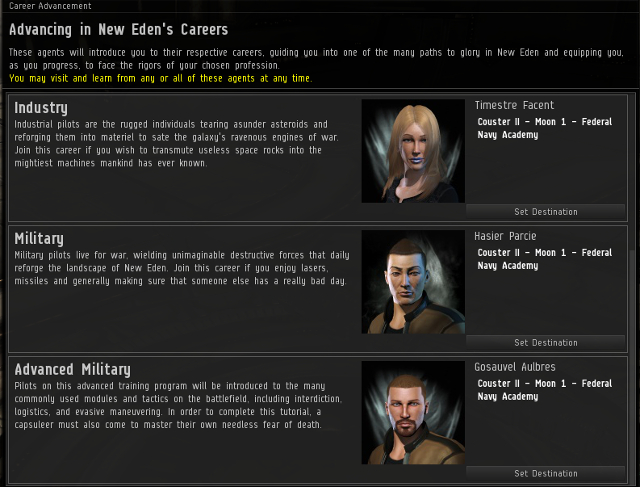 Career Advancement
Advancing in New Eden's Careers
These agents will introduce you to their respective careers, guiding you into one of the many paths to glory in New Eden and equipping you,
as you progress, to face the rigors of your chosen profession.
You may visit and learn from any or all of these agents at any time.
Industry
Industrial pilots are the rugged individuals tearing asunder asteroids and
reforging them into materiel to sate the galaxy's ravenous engines of war.
Join this career if you wish to transmute useless space rocks into the
mightiest machines mankind has ever known.
Timestre Facent
Couster II - Moon 1 - Federal
Navy Academy
Set Destination
Military
Military pilots live for war, wielding unimaginable destructive forces that daily
reforge the landscape of New Eden. Join this career if you enjoy lasers,
missiles and generally making sure that someone else has a really bad day.
Hasier Parcie
Couster II - Moon 1 - Federal
Navy Academy
Set Destination
Advanced Military
Pilots on this advanced training program will be introduced to the many
commonly used modules and tactics on the battlefield, including interdiction,
logistics, and evasive maneuvering. In order to complete this tutorial, a
capsuleer must also come to master their own needless fear of death.
Gosauvel Aulbres
Couster II - Moon 1 - Federal
Navy Academy
Set Destination